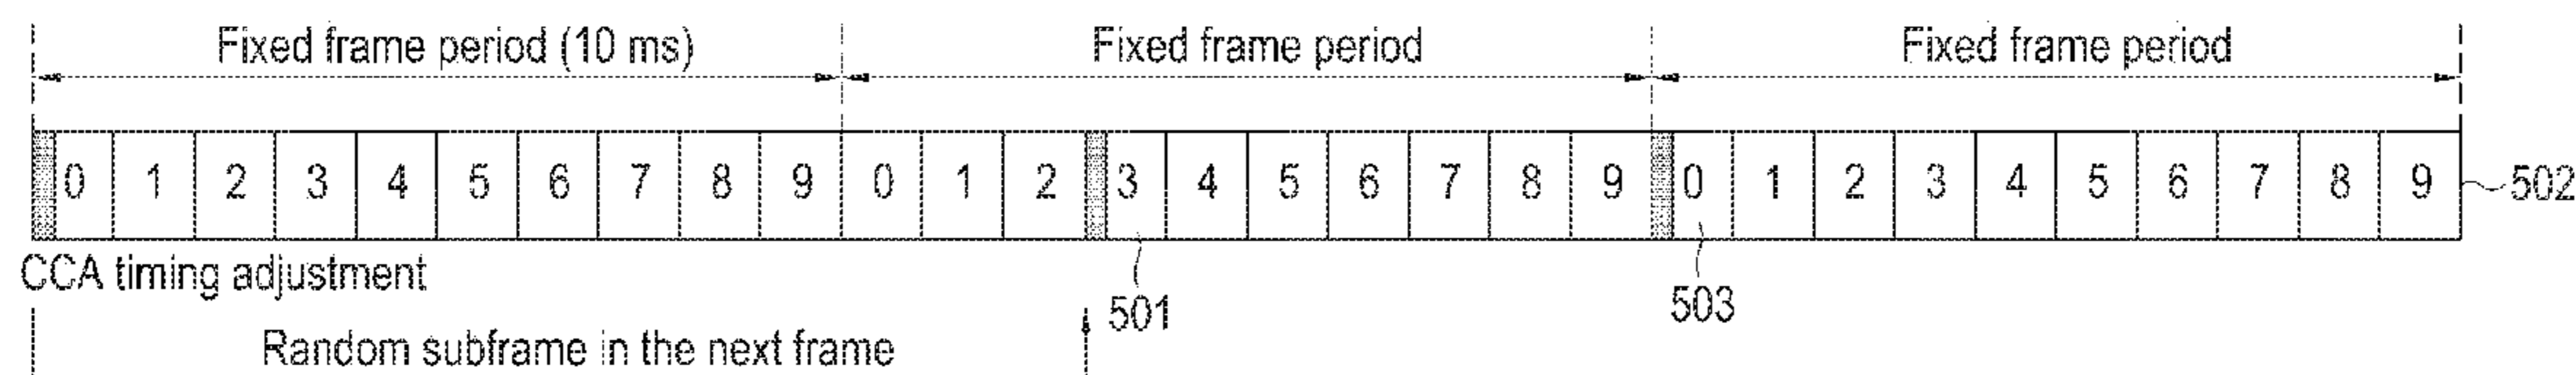 Fixed frame period (10 ms) Fixed frame period Fixed frame period
0 1 2 3 4 5 6 7 8 9 0 1 2 3 4 5 6 7 8 9 0 1 2 3 4 5 6 7 8 9 502
CCA timing adjustment
501 503
Random subframe in the next frame